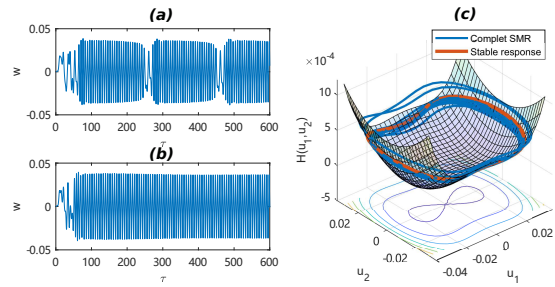 (a)
0.05
0
-0.05
w
0 100 200 300 400 500 600
τ
(b)
0.05
0
-0.05
w
0 100 200 300 400 500 600
τ
(c)
Complet SMR
Stable response
×10⁻⁴
10
5
0
-5
H(u₁,u₂)
0.02
0
-0.02
u₂
-0.04
-0.02
0
0.02
u₁